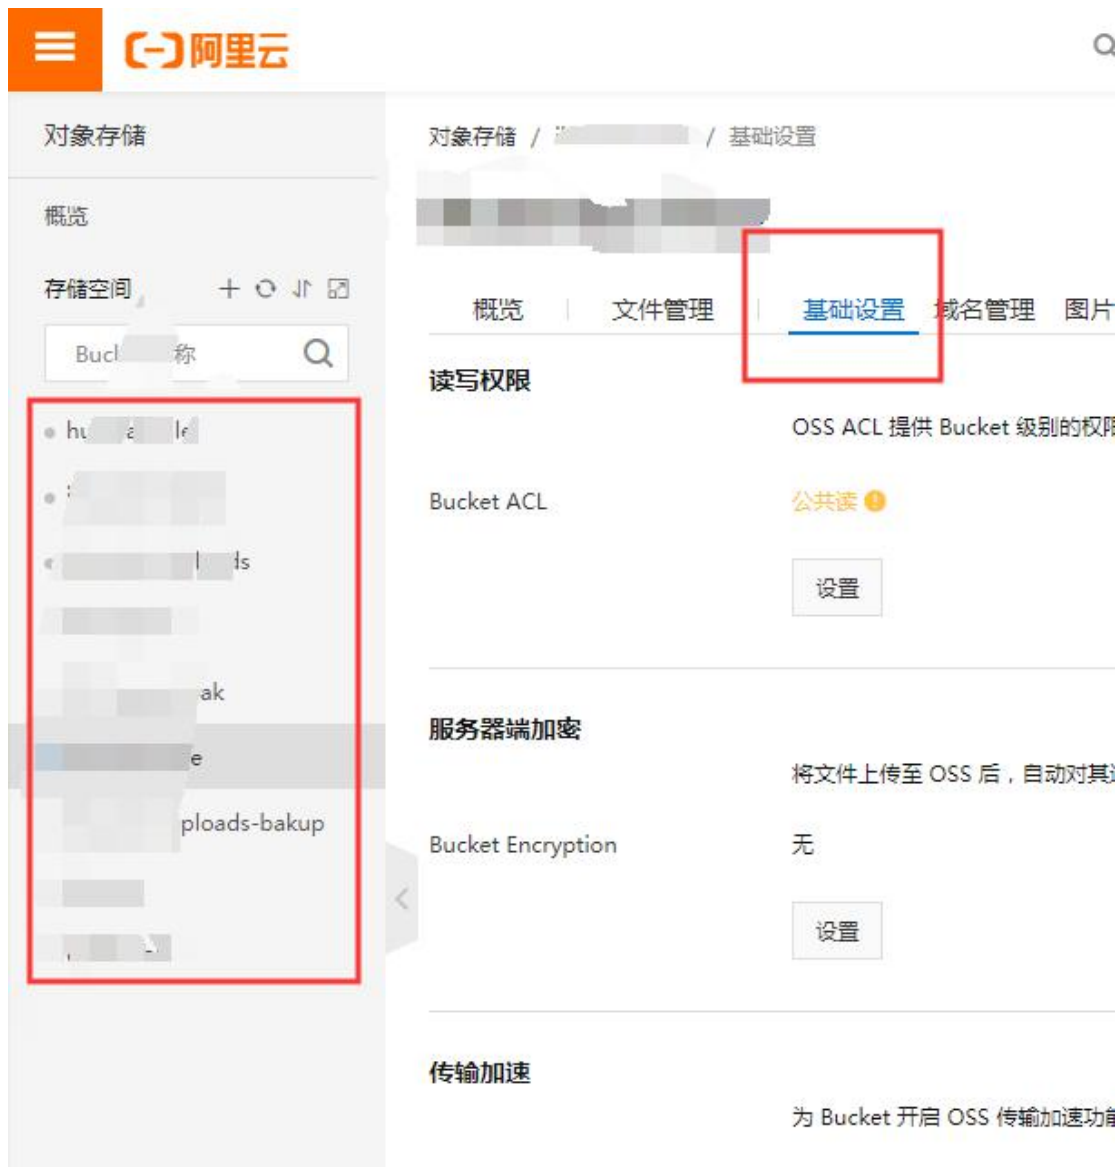 阿里云
对象存储
概览
存储空间
称
ak
e
ploads-bakup
对象存储 / / 基础设置
概览 文件管理 基础设置 域名管理 图片
读写权限
OSS ACL 提供 Bucket 级别的权限
Bucket ACL 公共读
设置
服务器端加密
将文件上传至 OSS 后，自动对其
Bucket Encryption 无
设置
传输加速
为 Bucket 开启 OSS 传输加速功能